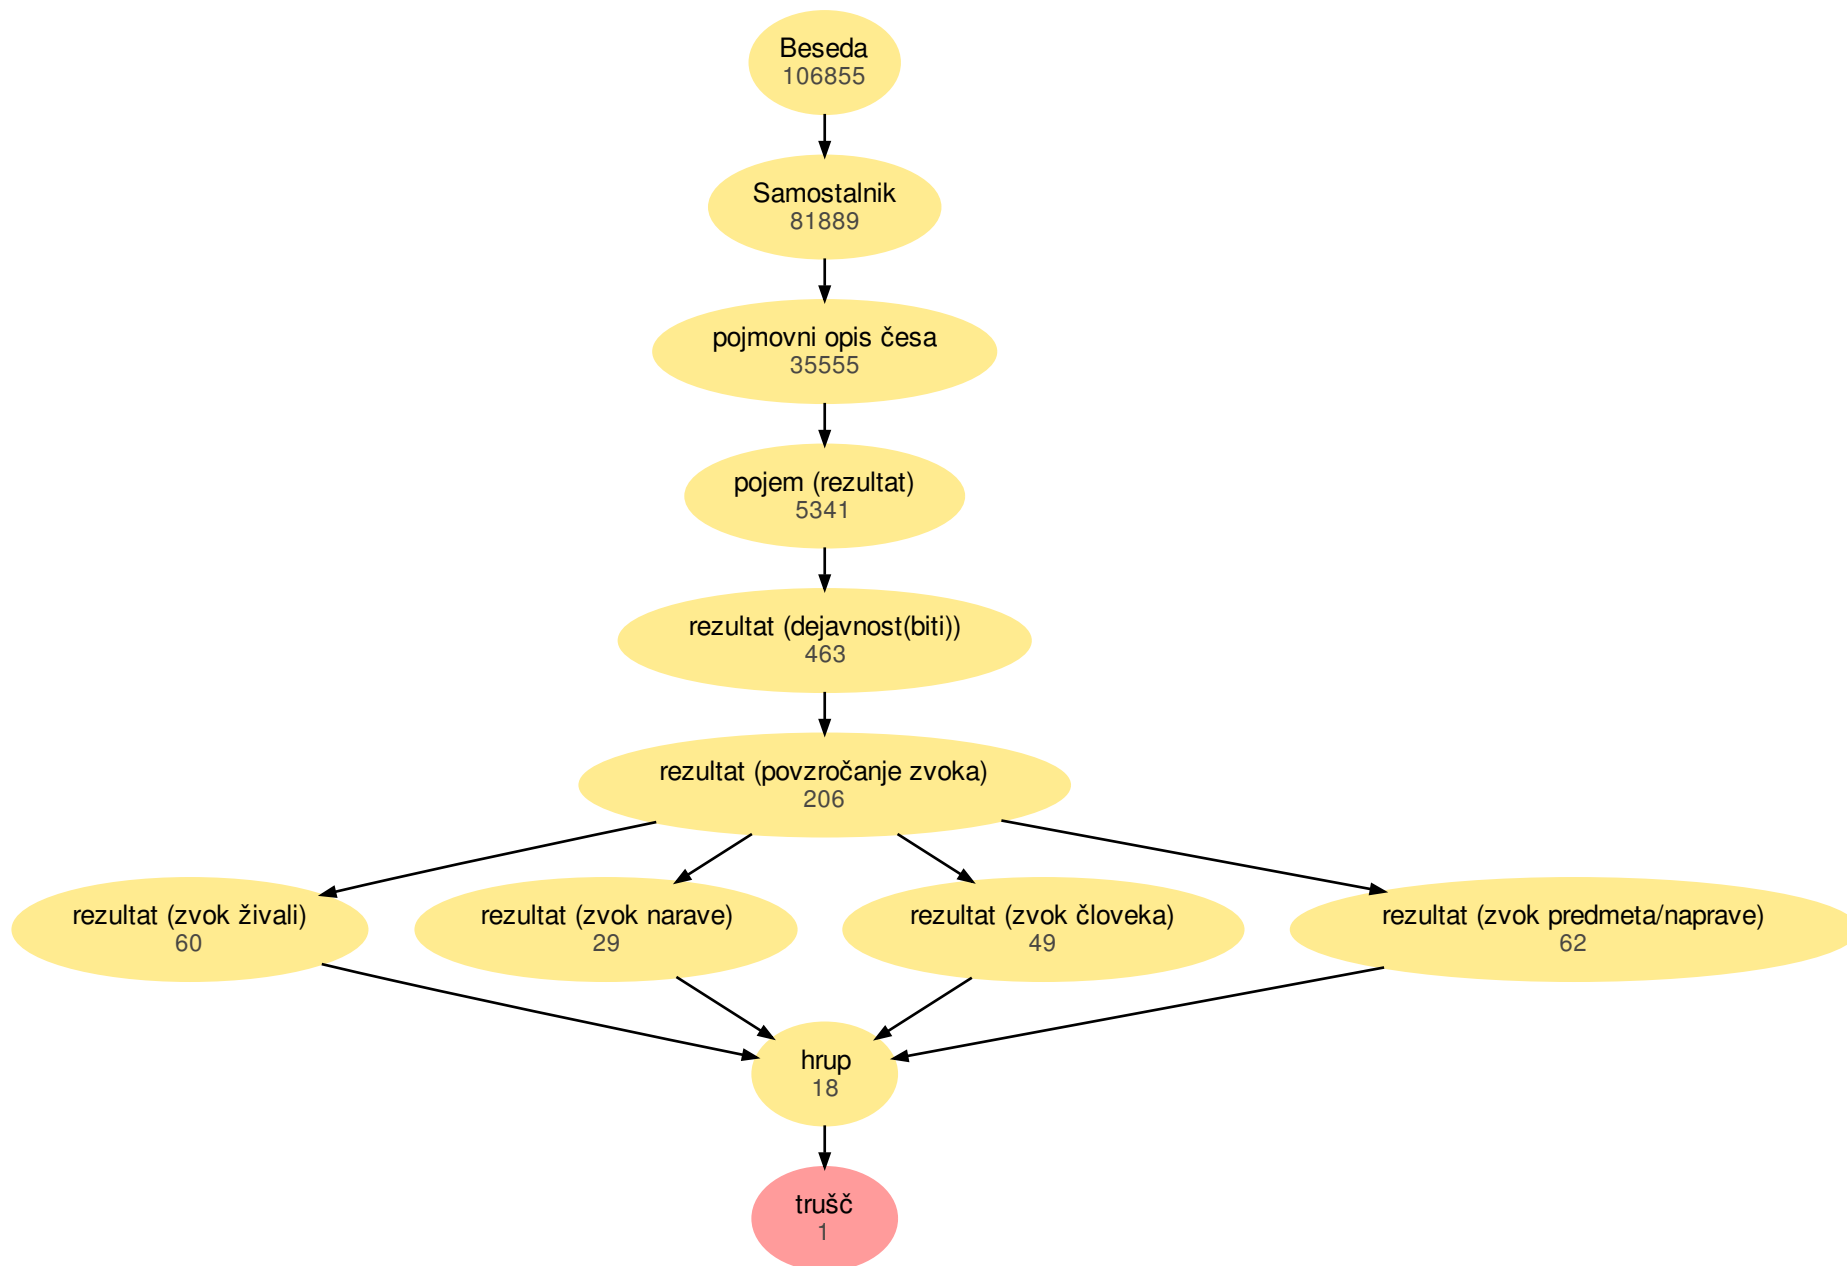 Beseda
106855
Samostalnik
81889
pojmovni opis česa
35555
pojem (rezultat)
5341
rezultat (dejavnost(biti))
463
rezultat (povzročanje zvoka)
206
rezultat (zvok živali)
60
rezultat (zvok narave)
29
rezultat (zvok človeka)
49
rezultat (zvok predmeta/naprave)
62
hrup
18
trušč
1